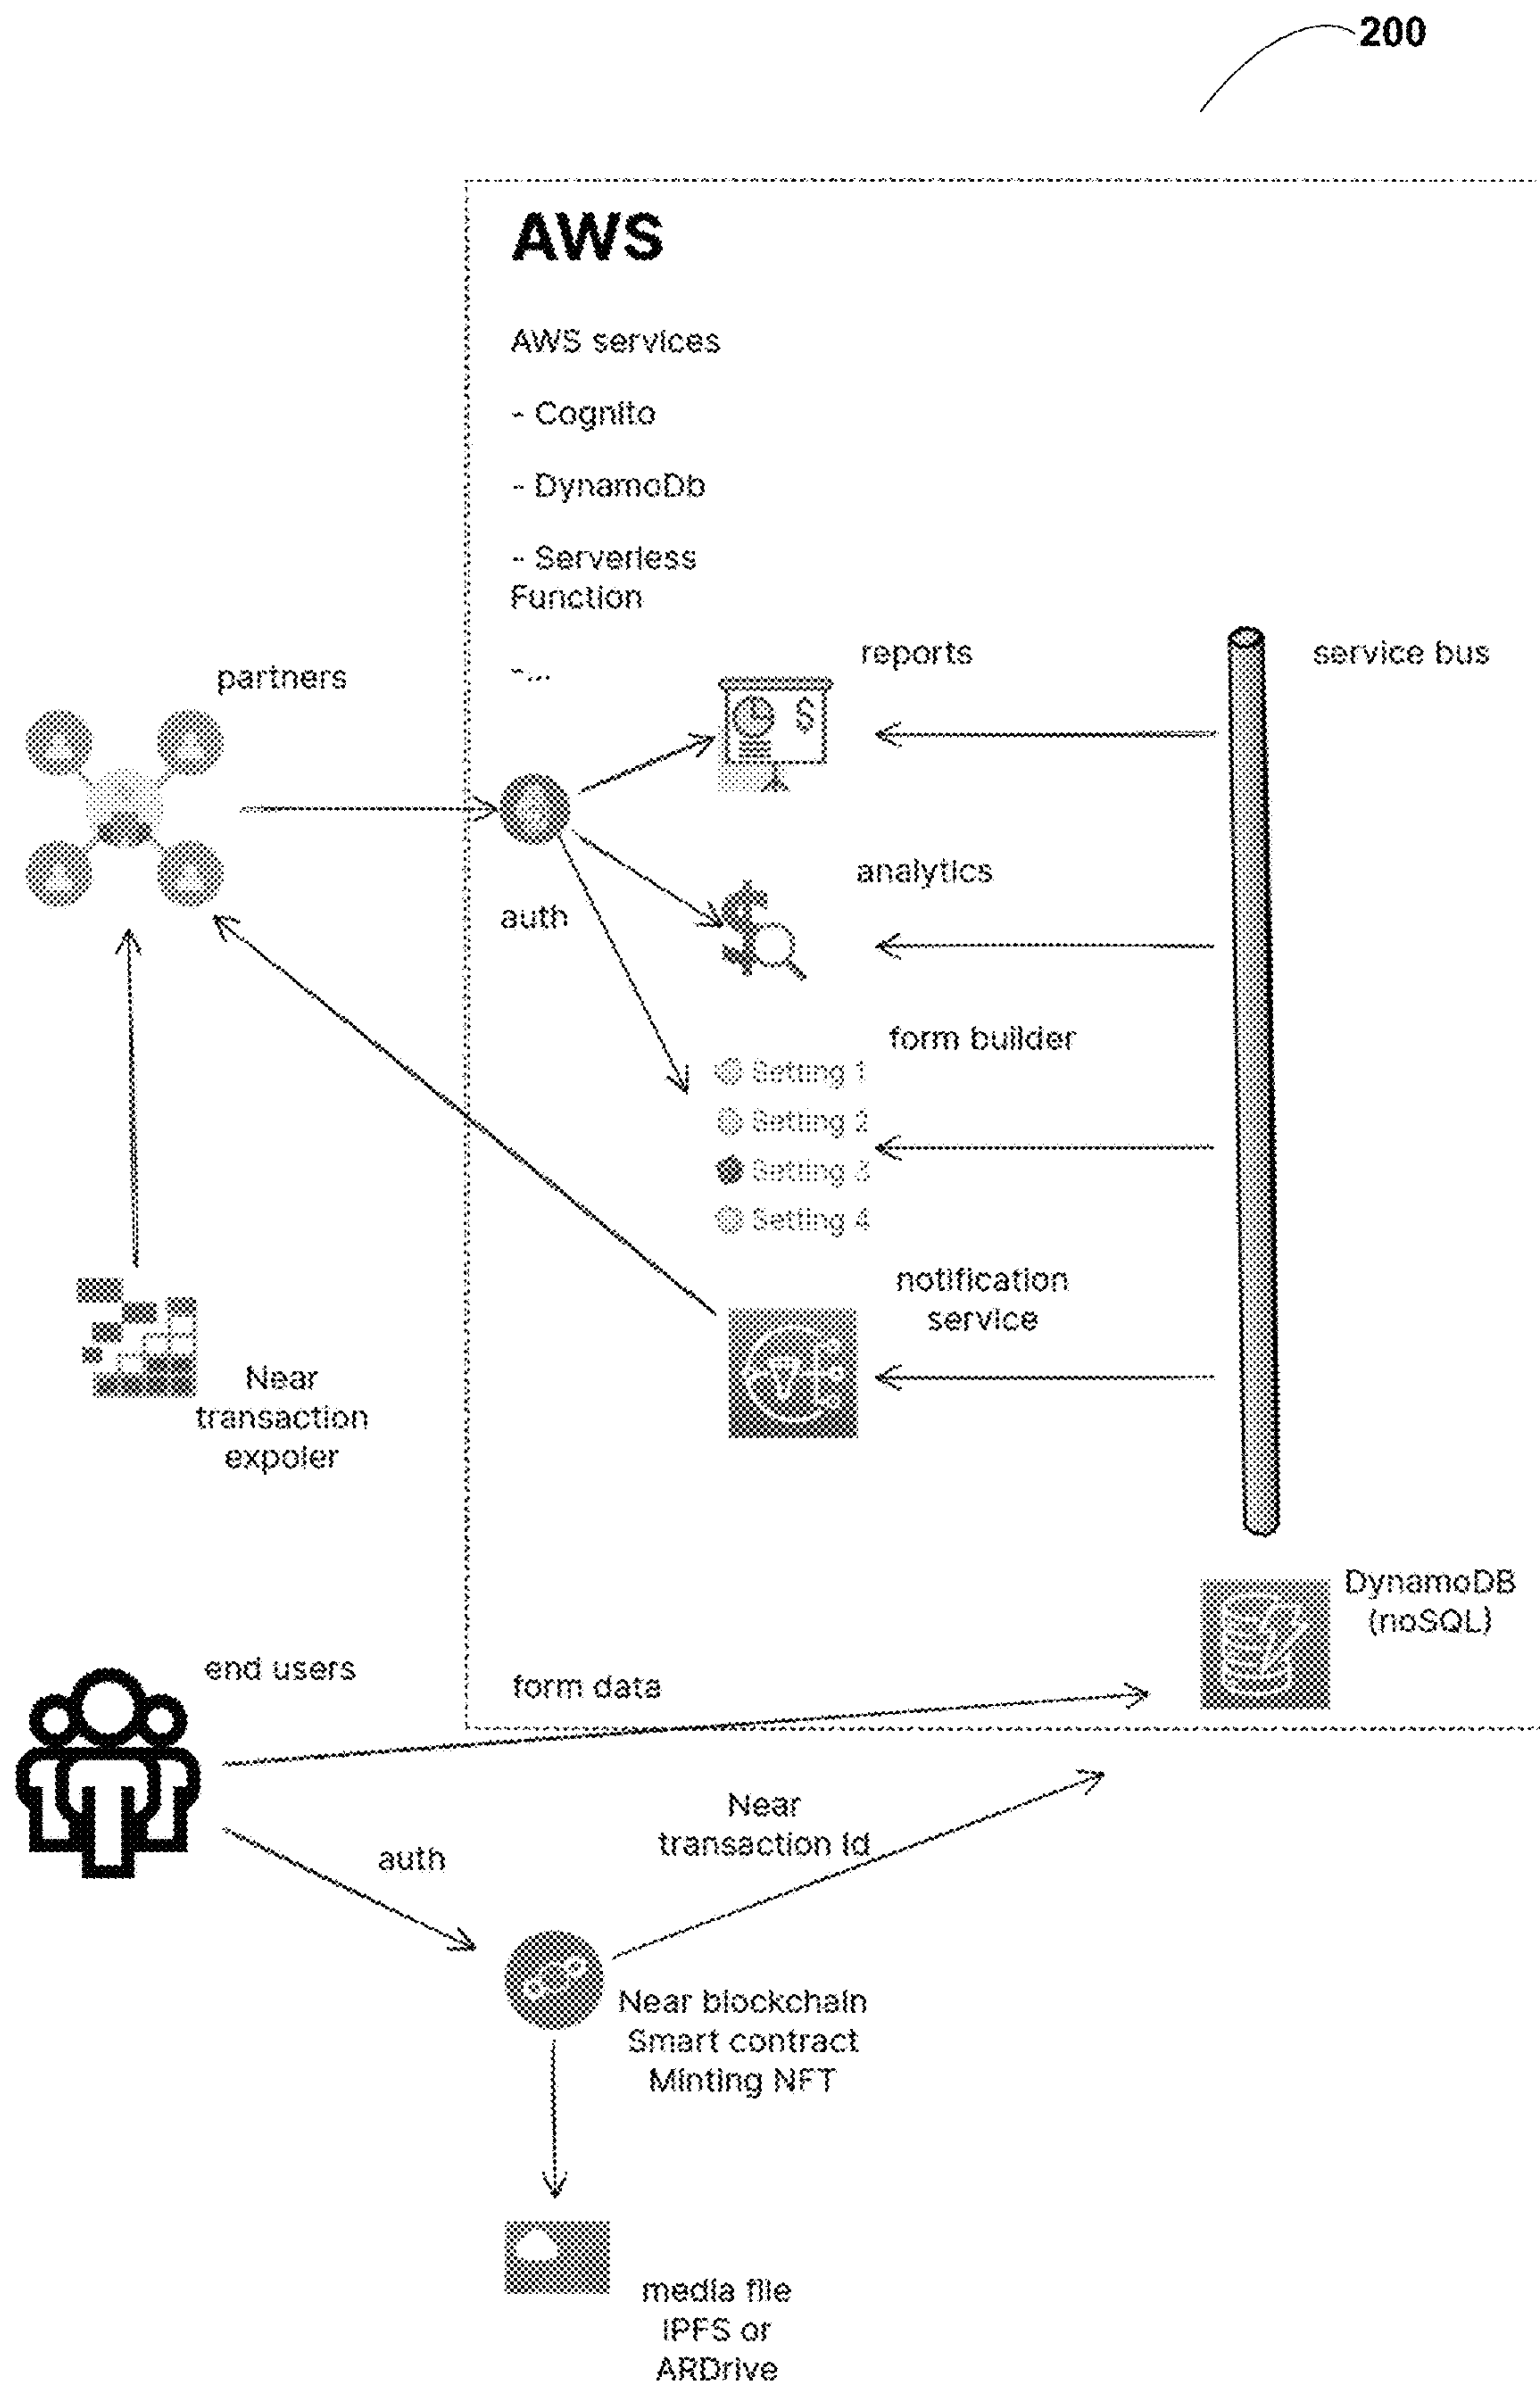 200
AWS
AWS services
- Cognito
- DynamoDb
- Serverless
Function
-...
reports
service bus
partners
analytics
auth
form builder
Setting 1
Setting 2
Setting 3
Setting 4
notification
service
Near
transaction
expoler
DynamoDB
(noSQL)
end users
form data
Near
transaction id
auth
Near blockchain
Smart contract
Minting NFT
media file
IPFS or
ARDrive